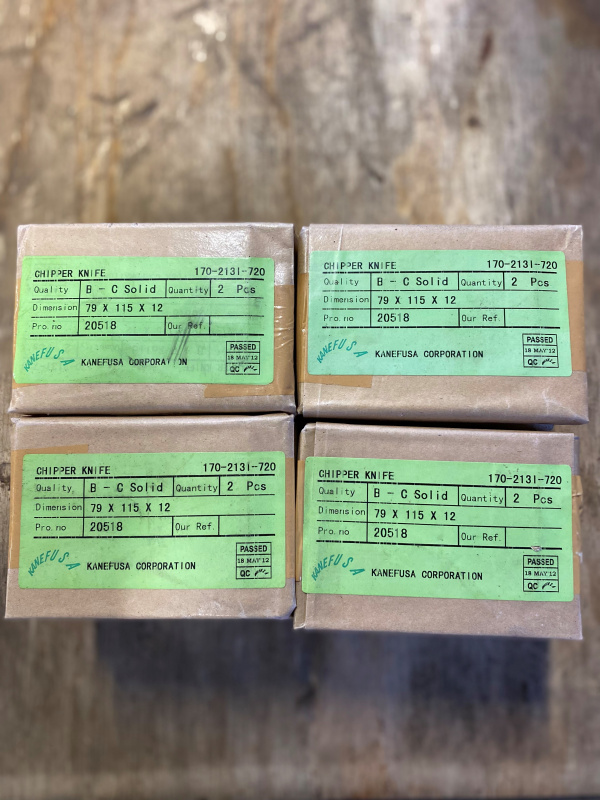 CHIPPER KNIFE 170-2131-720
Quality B - C Solid Quantity 2 Pcs
Dimension 79 X 115 X 12
Pro. no 20518 Our Ref.
PASSED
18 MAY'12
KANEFUSA KANEFUSA CORPORATION
QC
CHIPPER KNIFE 170-2131-720
Quality B - C Solid Quantity 2 Pcs
Dimension 79 X 115 X 12
Pro. no 20518 Our Ref.
PASSED
18 MAY'12
KANEFUSA KANEFUSA CORPORATION
QC
CHIPPER KNIFE 170-2131-720
Quality B - C Solid Quantity 2 Pcs
Dimension 79 X 115 X 12
Pro. no 20518 Our Ref.
PASSED
18 MAY'12
KANEFUSA KANEFUSA CORPORATION
QC
CHIPPER KNIFE 170-2131-720
Quality B - C Solid Quantity 2 Pcs
Dimension 79 X 115 X 12
Pro. no 20518 Our Ref.
PASSED
18 MAY'12
KANEFUSA KANEFUSA CORPORATION
QC